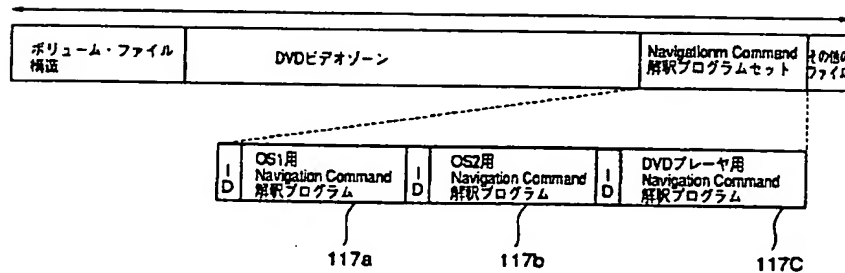 ボリューム・ファイル
構造
DVDビデオゾーン
Navigationm Command
解釈プログラムセット
その他の
ファイル
ID
OS1用
Navigation Command
解釈プログラム
ID
OS2用
Navigation Command
解釈プログラム
ID
DVDプレーヤ用
Navigation Command
解釈プログラム
117a
117b
117C